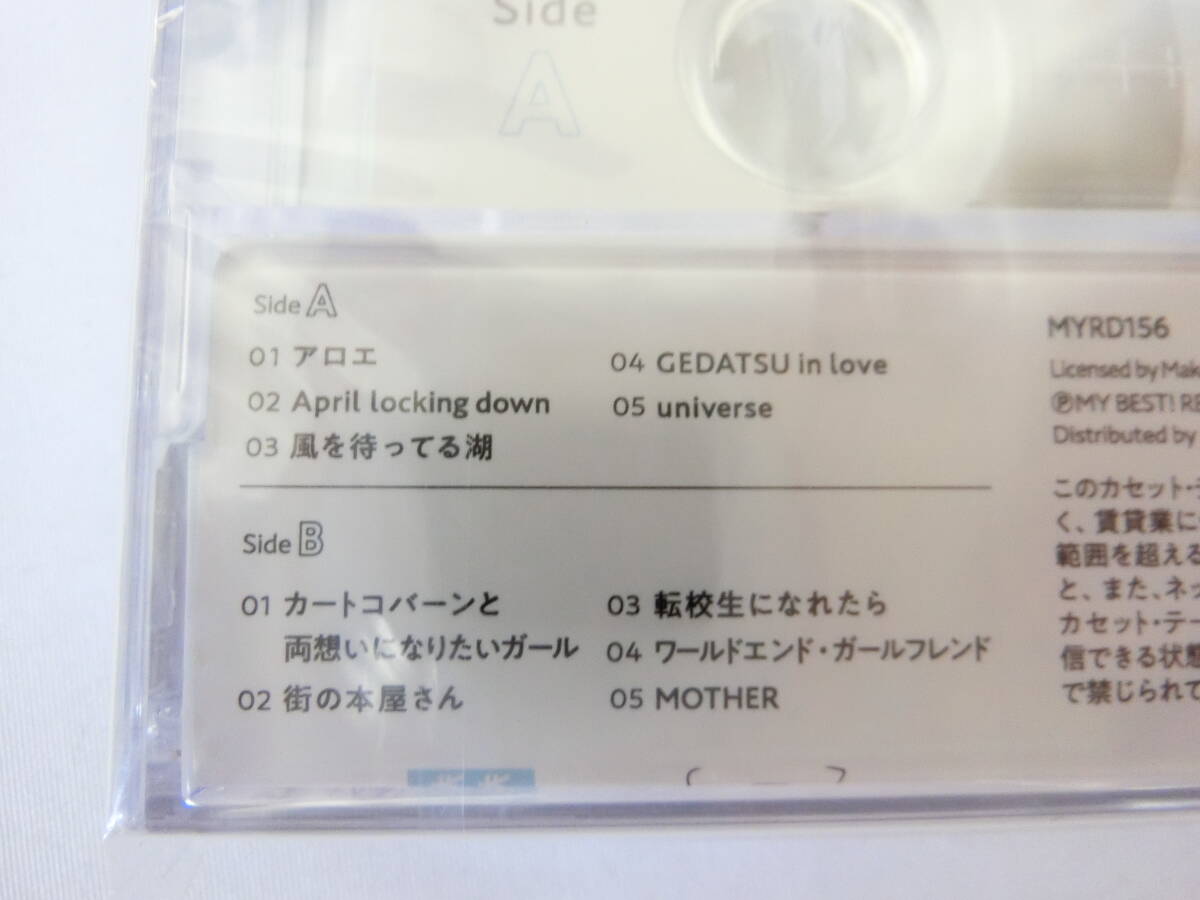 Side
A
Side A
01 アロエ
02 April locking down
03 風を待ってる湖
04 GEDATSU in love
05 universe
Side B
01 カートコバーンと
両想いになりたいガール
02 街の本屋さん
03 転校生になれたら
04 ワールドエンド・ガールフレンド
05 MOTHER
MYRD156
Licensed by Mak
ⓅMY BEST! RE
Distributed by
このカセット・テ
く、賃貸業に
範囲を超える
と、また、ネッ
カセット・テー
信できる状態
で禁じられて